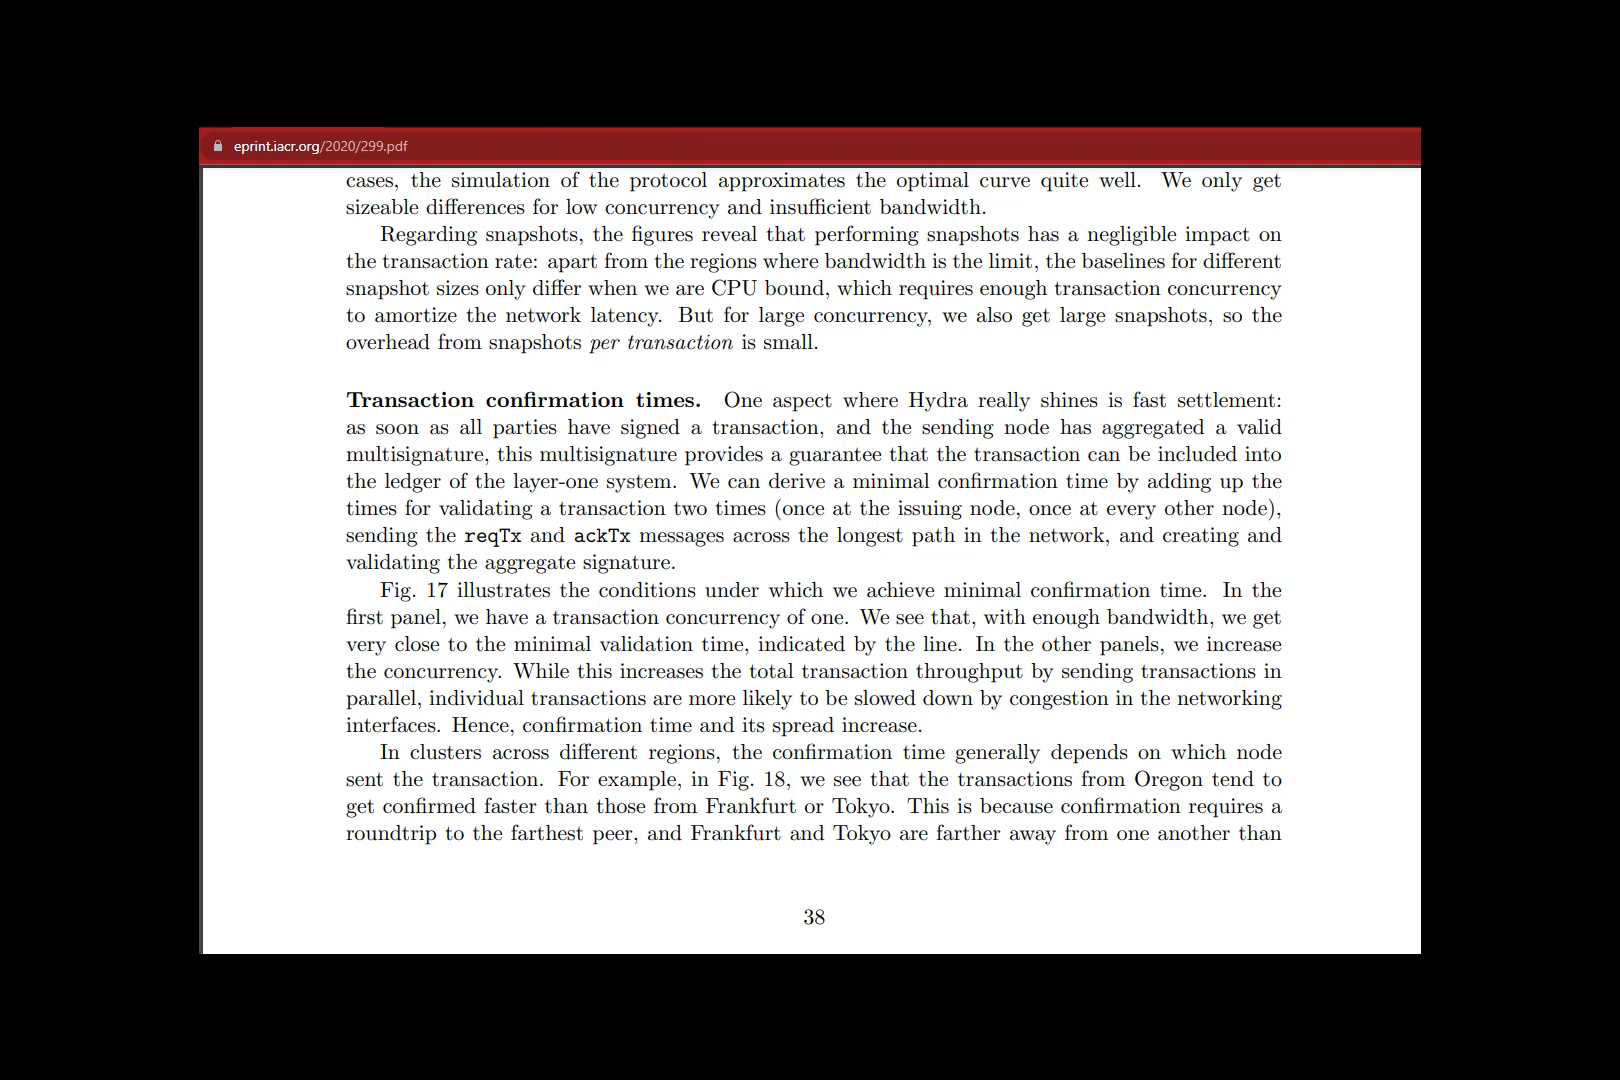 eprint.iacr.org/2020/299.pdf
cases, the simulation of the protocol approximates the optimal curve quite well. We only get
sizeable differences for low concurrency and insufficient bandwidth.
Regarding snapshots, the figures reveal that performing snapshots has a negligible impact on
the transaction rate: apart from the regions where bandwidth is the limit, the baselines for different
snapshot sizes only differ when we are CPU bound, which requires enough transaction concurrency
to amortize the network latency. But for large concurrency, we also get large snapshots, so the
overhead from snapshots per transaction is small.
Transaction confirmation times. One aspect where Hydra really shines is fast settlement:
as soon as all parties have signed a transaction, and the sending node has aggregated a valid
multisignature, this multisignature provides a guarantee that the transaction can be included into
the ledger of the layer-one system. We can derive a minimal confirmation time by adding up the
times for validating a transaction two times (once at the issuing node, once at every other node),
sending the reqTx and ackTx messages across the longest path in the network, and creating and
validating the aggregate signature.
Fig. 17 illustrates the conditions under which we achieve minimal confirmation time. In the
first panel, we have a transaction concurrency of one. We see that, with enough bandwidth, we get
very close to the minimal validation time, indicated by the line. In the other panels, we increase
the concurrency. While this increases the total transaction throughput by sending transactions in
parallel, individual transactions are more likely to be slowed down by congestion in the networking
interfaces. Hence, confirmation time and its spread increase.
In clusters across different regions, the confirmation time generally depends on which node
sent the transaction. For example, in Fig. 18, we see that the transactions from Oregon tend to
get confirmed faster than those from Frankfurt or Tokyo. This is because confirmation requires a
roundtrip to the farthest peer, and Frankfurt and Tokyo are farther away from one another than
38